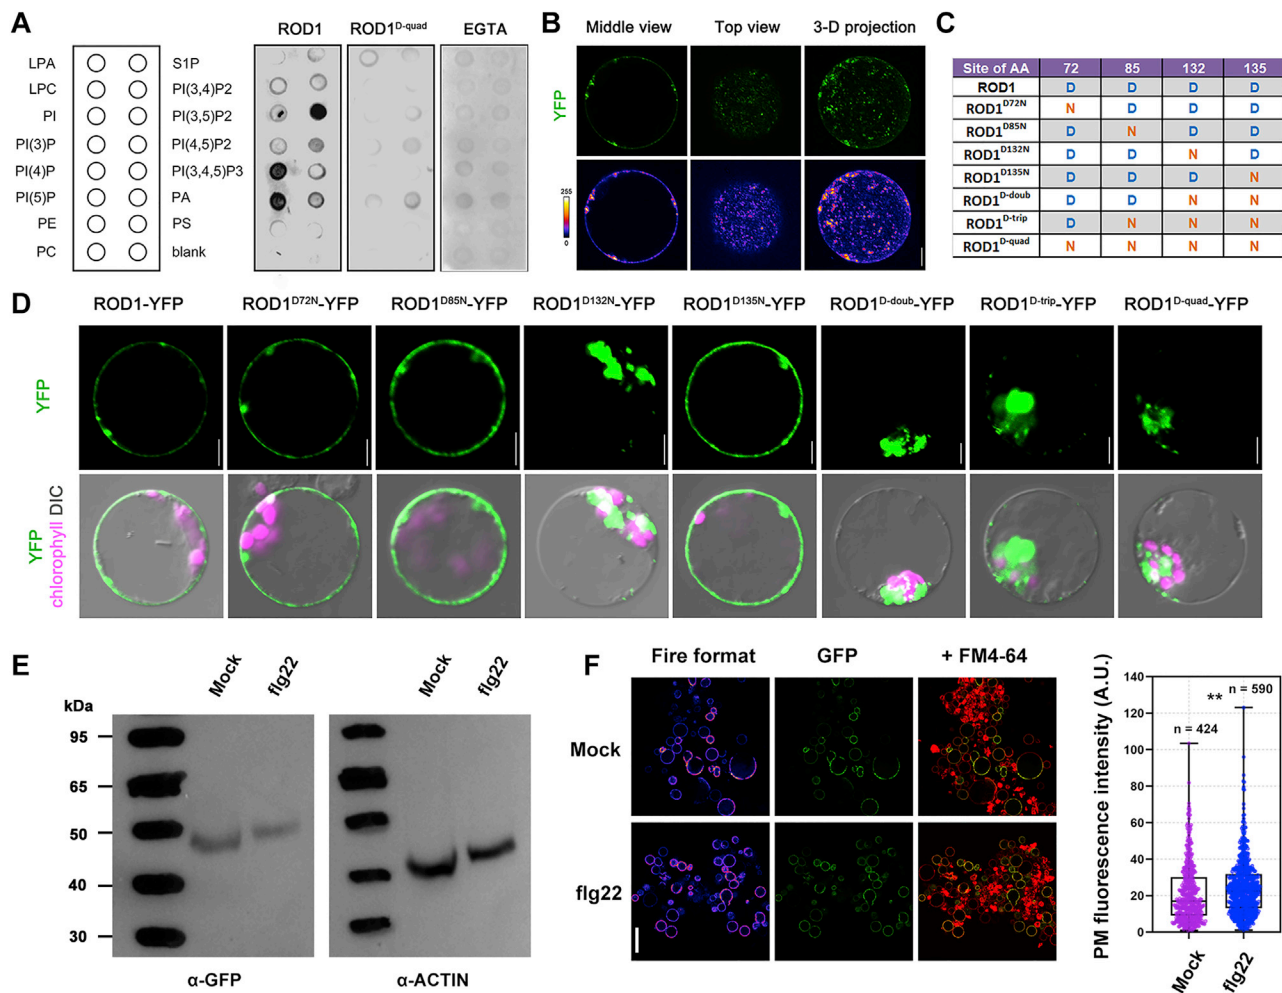 A
ROD1
ROD1D-quad
EGTA
LPA
S1P
LPC
PI(3,4)P2
PI
PI(3,5)P2
PI(3)P
PI(4,5)P2
PI(4)P
PI(3,4,5)P3
PI(5)P
PA
PE
PS
PC
blank
B
Middle view
Top view
3-D projection
YFP
255
0
C
Site of AA 72 85 132 135
ROD1 D D D D
ROD1D72N N D D D
ROD1D85N D N D D
ROD1D132N D D N D
ROD1D135N D D D N
ROD1D-doub D D N N
ROD1D-trip D N N N
ROD1D-quad N N N N
D
ROD1-YFP
ROD1D72N-YFP
ROD1D85N-YFP
ROD1D132N-YFP
ROD1D135N-YFP
ROD1D-doub-YFP
ROD1D-trip-YFP
ROD1D-quad-YFP
YFP
YFP
chlorophyll DIC
E
Mock
flg22
Mock
flg22
kDa
95
65
50
40
30
α-GFP
α-ACTIN
F
Fire format
GFP
+ FM4-64
Mock
flg22
PM fluorescence intensity (A.U.)
140
120
100
80
60
40
20
0
n = 424
**
n = 590
Mock
flg22